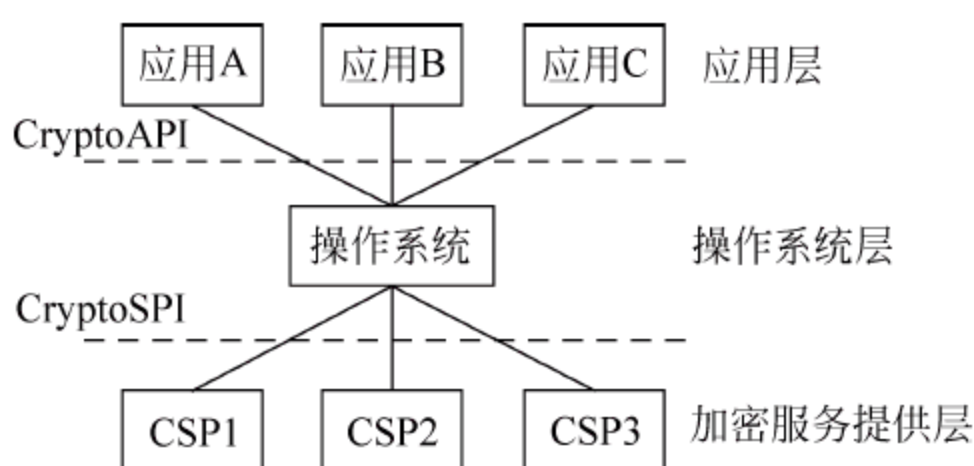 应用A 应用B 应用C 应用层
CryptoAPI
操作系统 操作系统层
CryptoSPI
CSP1 CSP2 CSP3 加密服务提供层